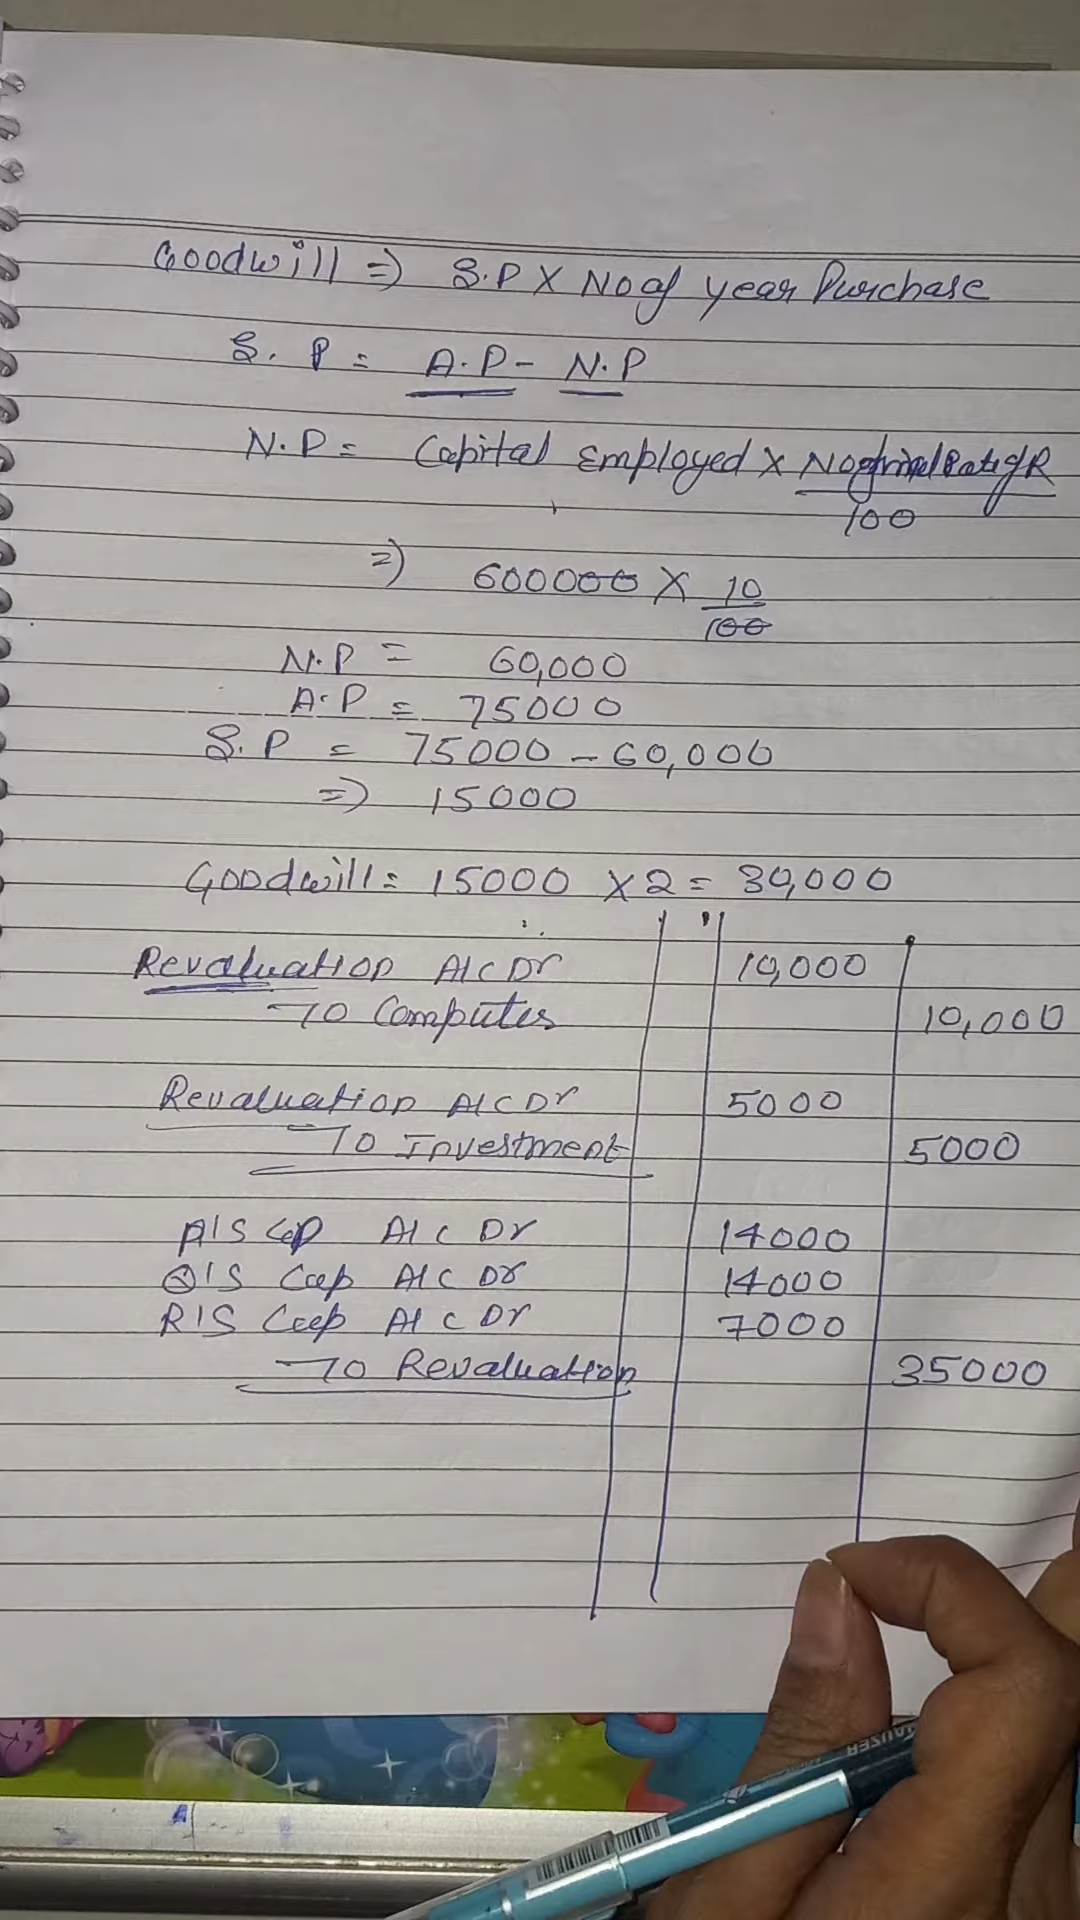 Goodwill => S.P X No of year Purchase
S. P = A.P - N.P
N.P = Capital Employed X
100
=) 600000 X 10
100
N.P = 60,000
A.P = 75000
S.P = 75000 - 60,000
=) 15000
Goodwill = 15000 X 2 = 30,000
Revaluation A/C Dr 10,000
To Computes 10,000
Revaluation A/C Dr 5000
To Investment 5000
P'S Cap A/C Dr 14000
Q'S Cap A/C Dr 14000
R'S Cap A/C Dr 7000
To Revaluation 35000
HAUSER